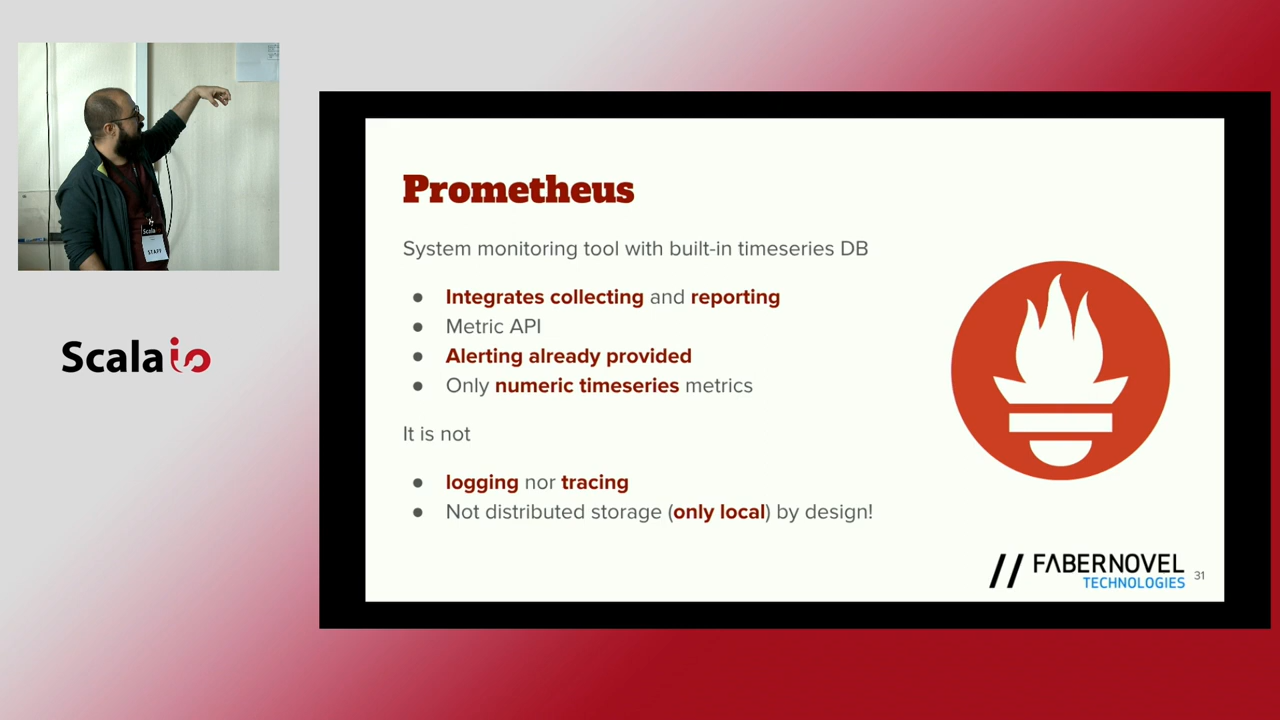 Scala
STAFF
Scala io
Prometheus
System monitoring tool with built-in timeseries DB
● Integrates collecting and reporting
● Metric API
● Alerting already provided
● Only numeric timeseries metrics
It is not
● logging nor tracing
● Not distributed storage (only local) by design!
// FABERNOVEL
TECHNOLOGIES
31